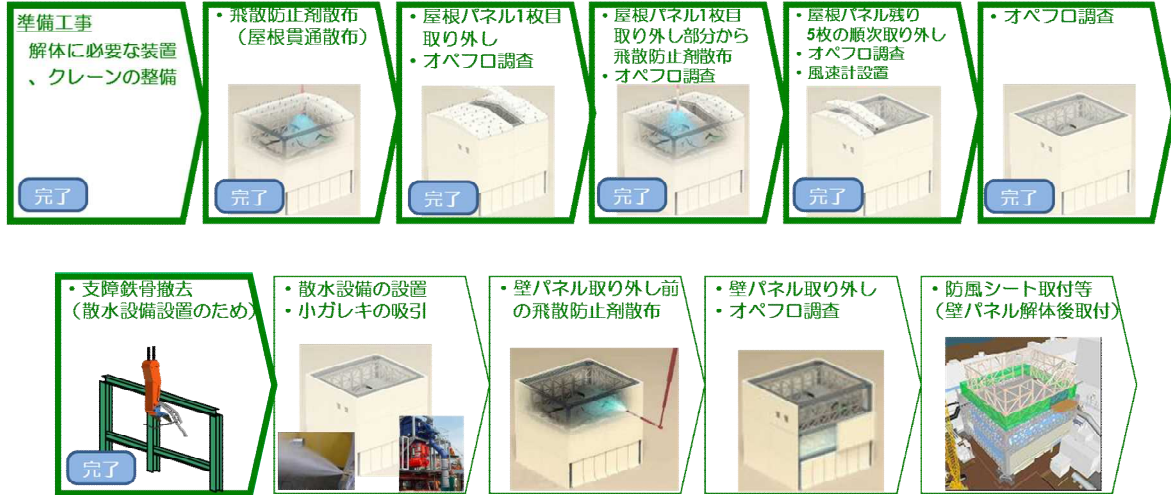 準備工事
解体に必要な装置
、クレーンの整備
完了
・飛散防止剤散布
（屋根貫通散布）
完了
・屋根パネル1枚目
取り外し
・オペフロ調査
完了
・屋根パネル1枚目
取り外し部分から
飛散防止剤散布
・オペフロ調査
完了
・屋根パネル残り
5枚の順次取り外し
・オペフロ調査
・風速計設置
完了
・オペフロ調査
・支障鉄骨撤去
（散水設備設置のため）
完了
・散水設備の設置
・小ガレキの吸引
・壁パネル取り外し前
の飛散防止剤散布
・壁パネル取り外し
・オペフロ調査
・防風シート取付等
（壁パネル解体後取付）